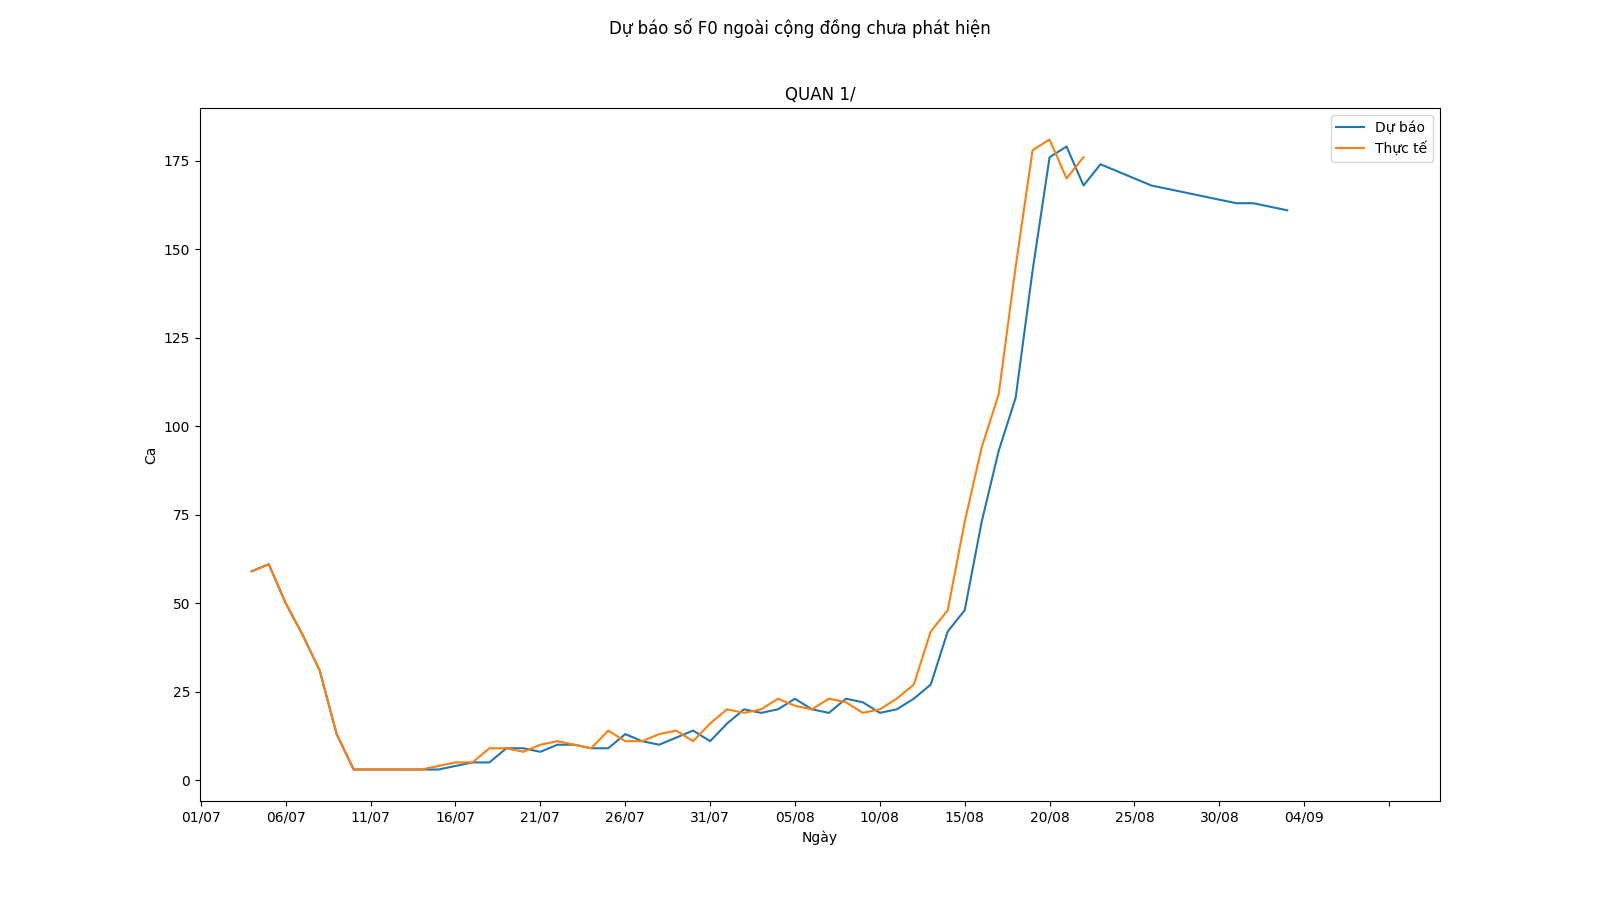 Dự báo số F0 ngoài cộng đồng chưa phát hiện
QUAN 1/
Dự báo
Thực tế
175
150
125
100
75
50
25
0
Ca
01/07 06/07 11/07 16/07 21/07 26/07 31/07 05/08 10/08 15/08 20/08 25/08 30/08 04/09
Ngày